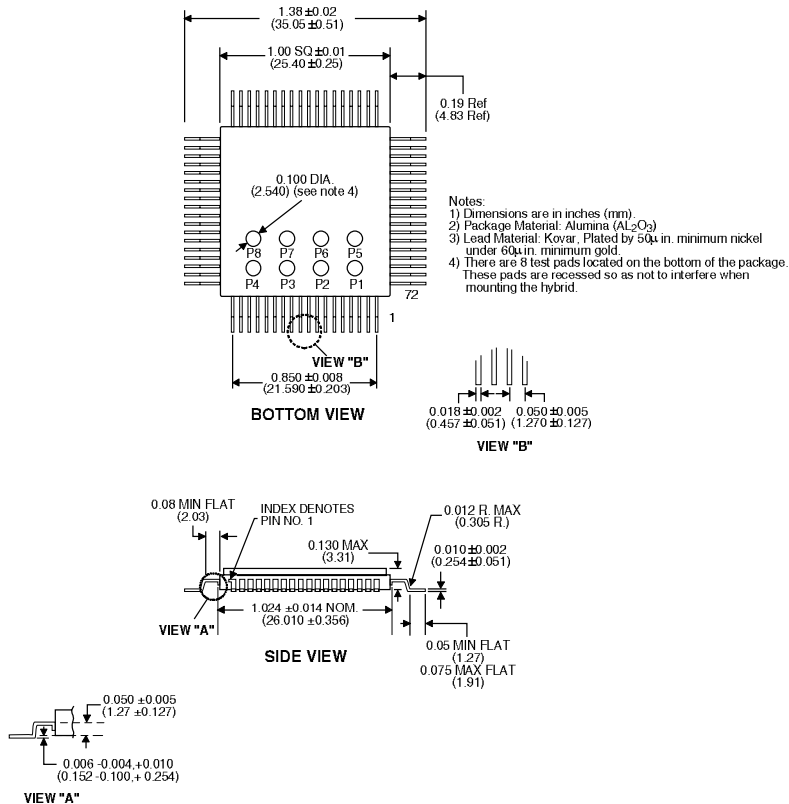 1.38 ±0.02
(35.05 ±0.51)
1.00 SQ ±0.01
(25.40 ±0.25)
0.19 Ref
(4.83 Ref)
0.100 DIA.
(2.540) (see note 4)
P8 P7 P6 P5
P4 P3 P2 P1
72
1
VIEW "B"
0.850 ±0.008
(21.590 ±0.203)
BOTTOM VIEW
Notes:
1) Dimensions are in inches (mm).
2) Package Material: Alumina (AL2O3)
3) Lead Material: Kovar, Plated by 50µ in. minimum nickel
under 60µ in. minimum gold.
4) There are 8 test pads located on the bottom of the package.
These pads are recessed so as not to interfere when
mounting the hybrid.
0.018 ±0.002
(0.457 ±0.051)
0.050 ±0.005
(1.270 ±0.127)
VIEW "B"
0.08 MIN FLAT
(2.03)
INDEX DENOTES
PIN NO. 1
0.130 MAX
(3.31)
0.012 R. MAX
(0.305 R.)
0.010 ±0.002
(0.254 ±0.051)
VIEW "A"
1.024 ±0.014 NOM.
(26.010 ±0.356)
0.05 MIN FLAT
(1.27)
0.075 MAX FLAT
(1.91)
SIDE VIEW
0.050 ±0.005
(1.27 ±0.127)
0.006 -0.004,+0.010
(0.152 -0.100,+ 0.254)
VIEW "A"